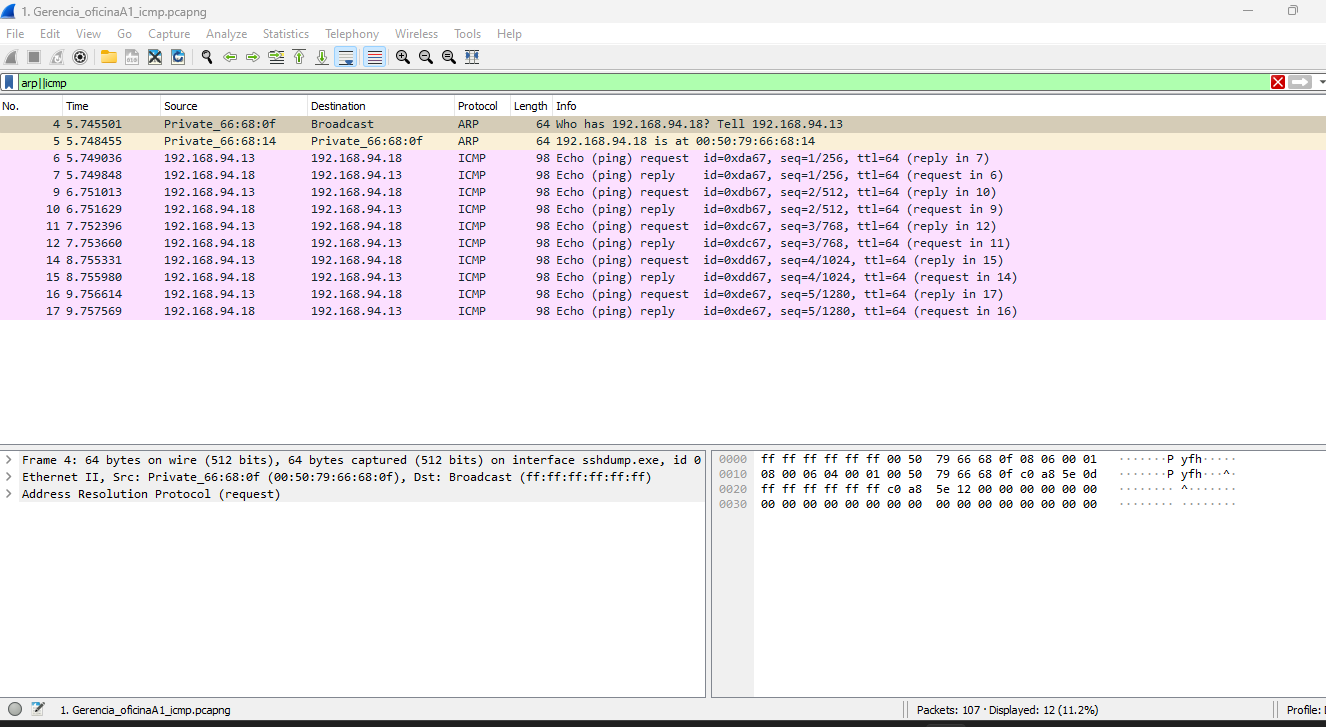 1. Gerencia_oficinaA1_icmp.pcapng
File Edit View Go Capture Analyze Statistics Telephony Wireless Tools Help
arp||icmp
No. Time Source Destination Protocol Length Info
4 5.745501 Private_66:68:0f Broadcast ARP 64 Who has 192.168.94.18? Tell 192.168.94.13
5 5.748455 Private_66:68:14 Private_66:68:0f ARP 64 192.168.94.18 is at 00:50:79:66:68:14
6 5.749036 192.168.94.13 192.168.94.18 ICMP 98 Echo (ping) request id=0xda67, seq=1/256, ttl=64 (reply in 7)
7 5.749848 192.168.94.18 192.168.94.13 ICMP 98 Echo (ping) reply id=0xda67, seq=1/256, ttl=64 (request in 6)
9 6.751013 192.168.94.13 192.168.94.18 ICMP 98 Echo (ping) request id=0xdb67, seq=2/512, ttl=64 (reply in 10)
10 6.751629 192.168.94.18 192.168.94.13 ICMP 98 Echo (ping) reply id=0xdb67, seq=2/512, ttl=64 (request in 9)
11 7.752396 192.168.94.13 192.168.94.18 ICMP 98 Echo (ping) request id=0xdc67, seq=3/768, ttl=64 (reply in 12)
12 7.753660 192.168.94.18 192.168.94.13 ICMP 98 Echo (ping) reply id=0xdc67, seq=3/768, ttl=64 (request in 11)
14 8.755331 192.168.94.13 192.168.94.18 ICMP 98 Echo (ping) request id=0xdd67, seq=4/1024, ttl=64 (reply in 15)
15 8.755980 192.168.94.18 192.168.94.13 ICMP 98 Echo (ping) reply id=0xdd67, seq=4/1024, ttl=64 (request in 14)
16 9.756614 192.168.94.13 192.168.94.18 ICMP 98 Echo (ping) request id=0xde67, seq=5/1280, ttl=64 (reply in 17)
17 9.757569 192.168.94.18 192.168.94.13 ICMP 98 Echo (ping) reply id=0xde67, seq=5/1280, ttl=64 (request in 16)
Frame 4: 64 bytes on wire (512 bits), 64 bytes captured (512 bits) on interface sshdump.exe, id 0
Ethernet II, Src: Private_66:68:0f (00:50:79:66:68:0f), Dst: Broadcast (ff:ff:ff:ff:ff:ff)
Address Resolution Protocol (request)
0000 ff ff ff ff ff ff 00 50 79 66 68 0f 08 06 00 01 ·······P yfh·····
0010 08 00 06 04 00 01 00 50 79 66 68 0f c0 a8 5e 0d ·······P yfh···^·
0020 ff ff ff ff ff ff c0 a8 5e 12 00 00 00 00 00 00 ········ ^·······
0030 00 00 00 00 00 00 00 00 00 00 00 00 00 00 00 00 ········ ········
1. Gerencia_oficinaA1_icmp.pcapng
Packets: 107 · Displayed: 12 (11.2%)
Profile: